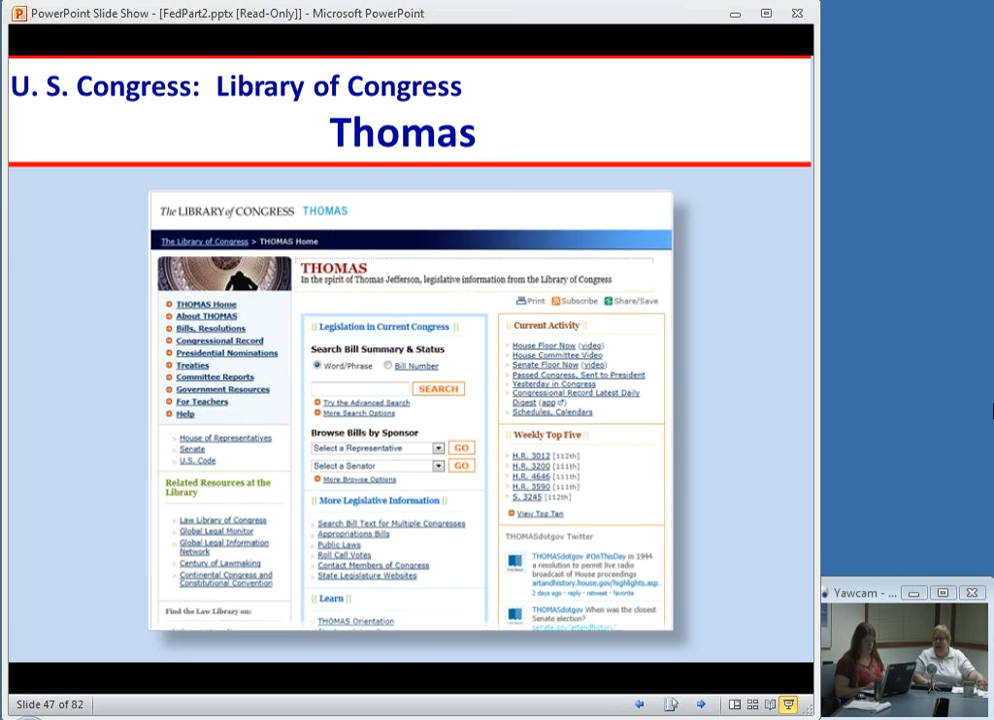 PowerPoint Slide Show - [FedPart2.pptx [Read-Only]] - Microsoft PowerPoint
U. S. Congress: Library of Congress
Thomas
The LIBRARY of CONGRESS THOMAS
The Library of Congress > THOMAS Home
THOMAS
In the spirit of Thomas Jefferson, legislative information from the Library of Congress
Print Subscribe Share/Save
THOMAS Home
About THOMAS
Bills, Resolutions
Congressional Record
Presidential Nominations
Treaties
Committee Reports
Government Resources
For Teachers
Help
House of Representatives
Senate
U.S. Code
Related Resources at the
Library
Law Library of Congress
Global Legal Monitor
Global Legal Information
Network
Century of Lawmaking
Continental Congress and
Constitutional Convention
Find the Law Library on:
Legislation in Current Congress
Search Bill Summary & Status
Word/Phrase Bill Number
SEARCH
Try the Advanced Search
More Search Options
Browse Bills by Sponsor
Select a Representative GO
Select a Senator GO
More Browse Options
More Legislative Information
Search Bill Text for Multiple Congresses
Appropriations Bills
Public Laws
Roll Call Votes
Contact Members of Congress
State Legislature Websites
Learn
THOMAS Orientation
Current Activity
House Floor Now (video)
House Committee Video
Senate Floor Now (video)
Passed Congress, Sent to President
Yesterday in Congress
Congressional Record Latest Daily
Digest (app)
Schedules, Calendars
Weekly Top Five
H.R. 3012 [112th]
H.R. 3200 [111th]
H.R. 4646 [111th]
H.R. 3590 [111th]
S. 3245 [112th]
View Top Ten
THOMASdotgov Twitter
THOMASdotgov #OnThisDay in 1944
a resolution to permit live radio
broadcast of House proceedings
artandhistory.house.gov/highlights.asp..
2 days ago · reply · retweet · favorite
THOMASdotgov When was the closest
Senate election?
senate.gov/artandhistory/
Slide 47 of 82
Yawcam - ...